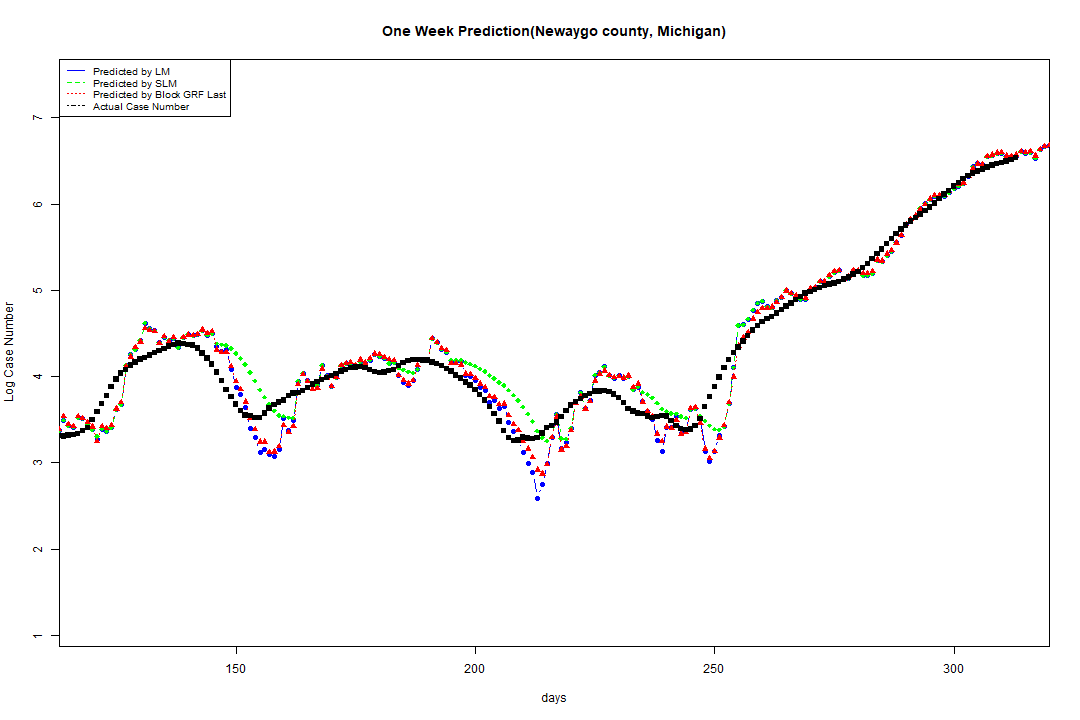 One Week Prediction(Newaygo county, Michigan)
Predicted by LM
Predicted by SLM
Predicted by Block GRF Last
Actual Case Number
Log Case Number
7
6
5
4
3
2
1
150 200 250 300
days